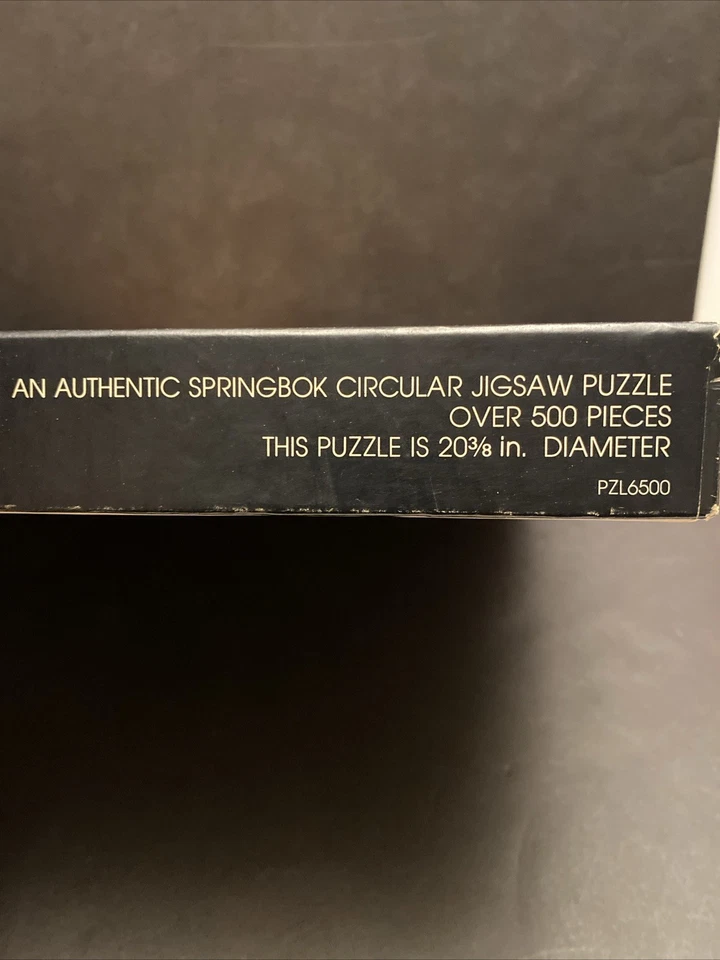 AN AUTHENTIC SPRINGBOK CIRCULAR JIGSAW PUZZLE
OVER 500 PIECES
THIS PUZZLE IS 20⅜ in. DIAMETER
PZL6500